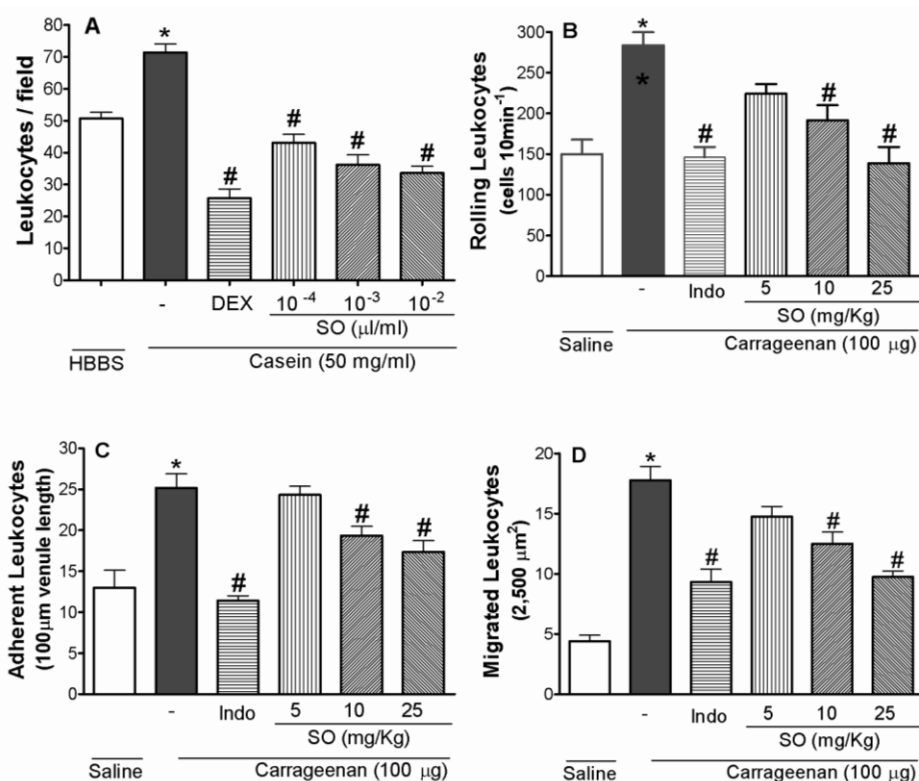 A
Leukocytes / field
80
70
60
50
40
30
20
10
0
*
#
#
#
#
- DEX 10⁻⁴ 10⁻³ 10⁻²
SO (μl/ml)
HBBS
Casein (50 mg/ml)
B
Rolling Leukocytes
(cells 10min⁻¹)
300
250
200
150
100
50
0
*
*
#
#
#
- Indo 5 10 25
SO (mg/Kg)
Saline
Carrageenan (100 μg)
C
Adherent Leukocytes
(100μm venule length)
30
25
20
15
10
5
0
*
#
#
#
- Indo 5 10 25
SO (mg/Kg)
Saline
Carrageenan (100 μg)
D
Migrated Leukocytes
(2,500 μm²)
20
15
10
5
0
*
#
#
#
- Indo 5 10 25
SO (mg/Kg)
Saline
Carrageenan (100 μg)